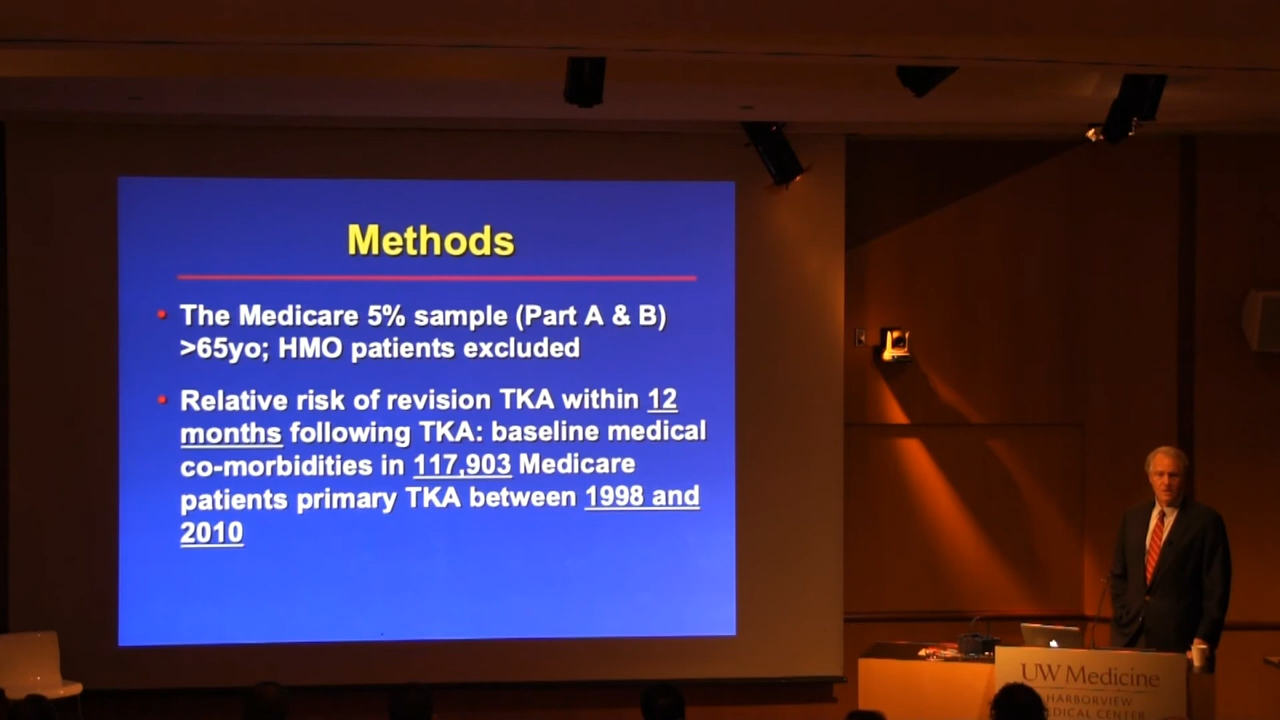 Methods
• The Medicare 5% sample (Part A & B)
>65yo; HMO patients excluded
• Relative risk of revision TKA within 12
months following TKA: baseline medical
co-morbidities in 117,903 Medicare
patients primary TKA between 1998 and
2010
UW Medicine
HARBORVIEW
MEDICAL CENTER